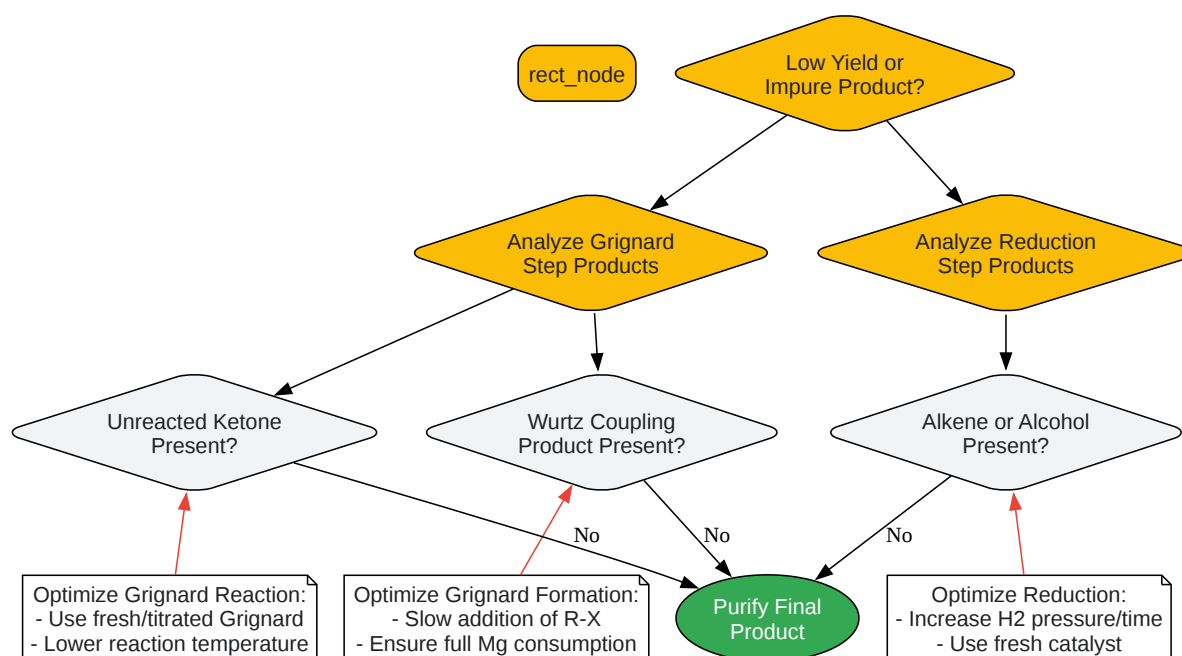 rect_node
Low Yield or
Impure Product?
Analyze Grignard
Step Products
Analyze Reduction
Step Products
Unreacted Ketone
Present?
Wurtz Coupling
Product Present?
Alkene or Alcohol
Present?
No
No
No
Optimize Grignard Reaction:
- Use fresh/titrated Grignard
- Lower reaction temperature
Optimize Grignard Formation:
- Slow addition of R-X
- Ensure full Mg consumption
Purify Final
Product
Optimize Reduction:
- Increase H2 pressure/time
- Use fresh catalyst